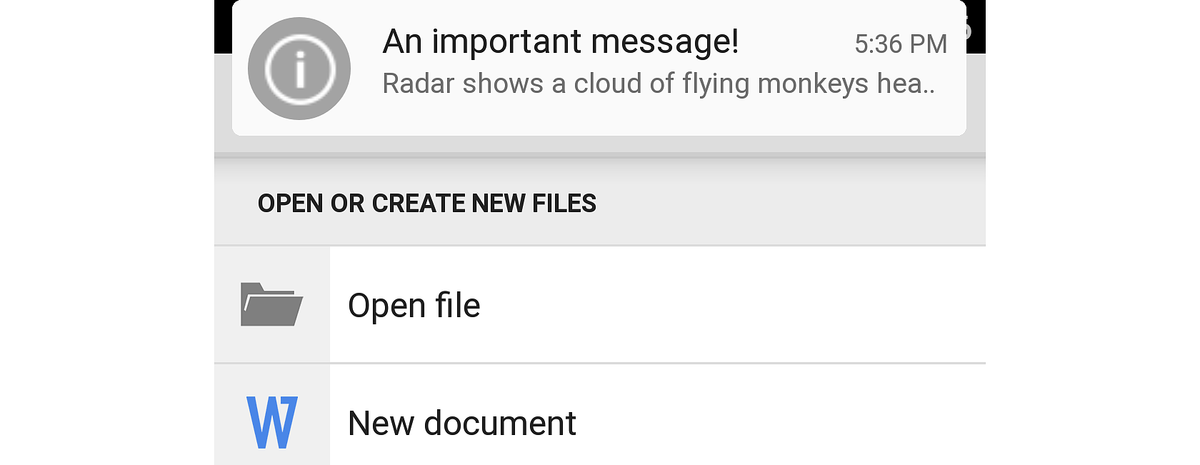 An important message!
5:36 PM
Radar shows a cloud of flying monkeys hea..
OPEN OR CREATE NEW FILES
Open file
New document